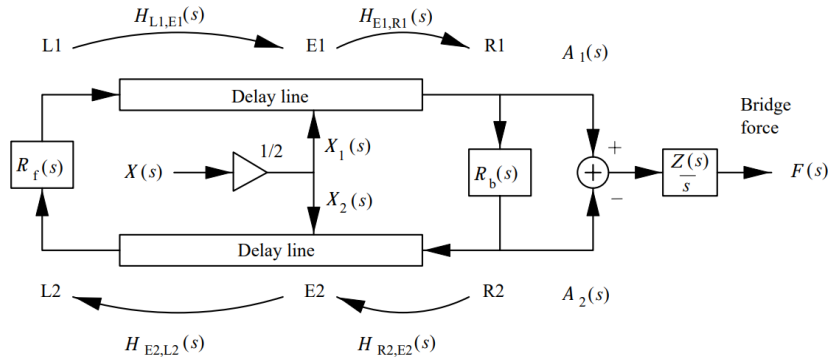 H_L1,E1(s) H_E1,R1(s)
L1 E1 R1 A_1(s)
Delay line
Bridge
force
R_f(s) X(s) 1/2 X_1(s) R_b(s) + + Z(s)/s F(s)
X_2(s) −
Delay line
L2 E2 R2 A_2(s)
H_E2,L2(s) H_R2,E2(s)